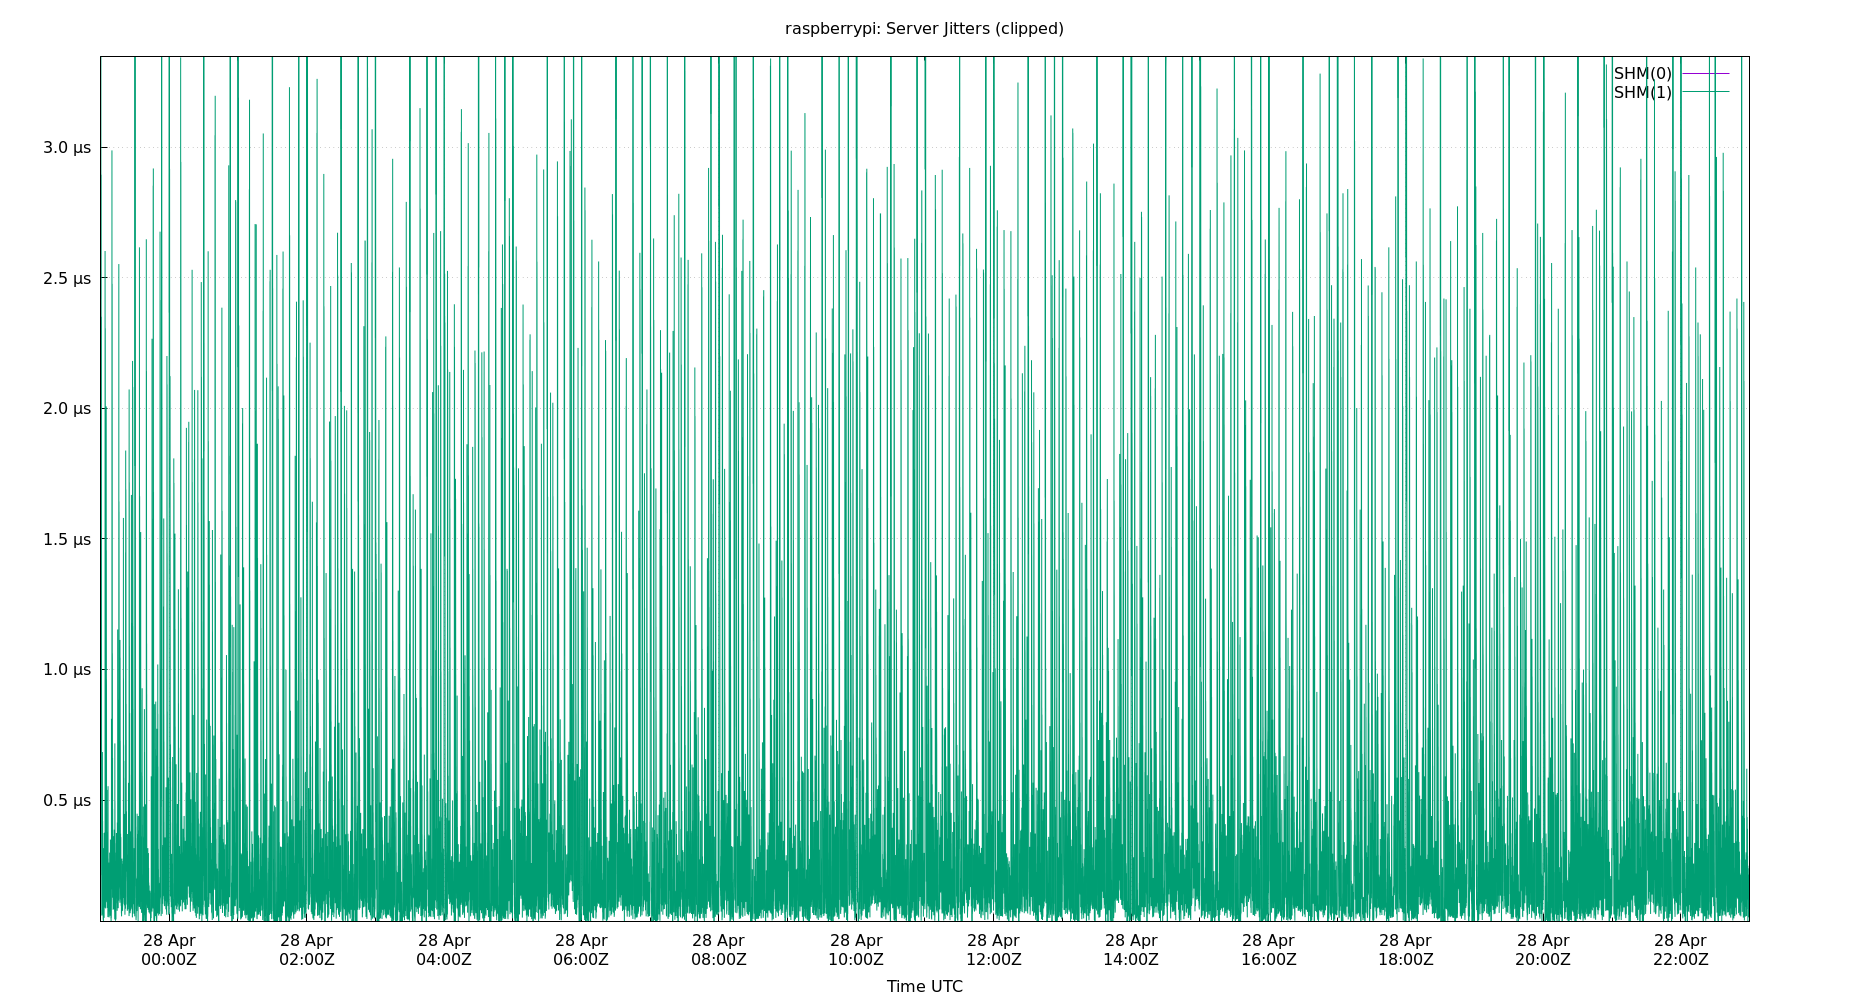 raspberrypi: Server Jitters (clipped)
SHM(0)
SHM(1)
3.0 µs
2.5 µs
2.0 µs
1.5 µs
1.0 µs
0.5 µs
28 Apr 28 Apr 28 Apr 28 Apr 28 Apr 28 Apr 28 Apr 28 Apr 28 Apr 28 Apr 28 Apr 28 Apr
00:00Z 02:00Z 04:00Z 06:00Z 08:00Z 10:00Z 12:00Z 14:00Z 16:00Z 18:00Z 20:00Z 22:00Z
Time UTC